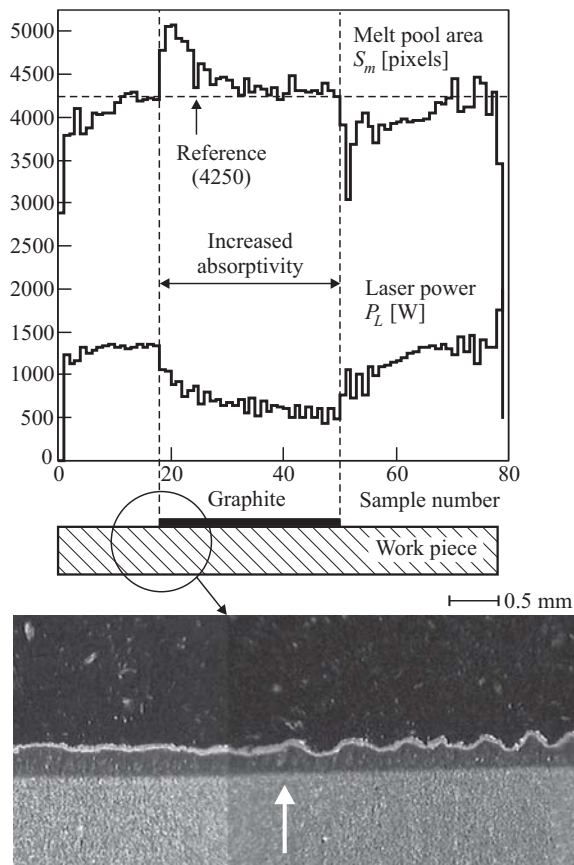 5000
4500
4000
3500
3000
2500
2000
1500
1000
500
0
Melt pool area
S_m [pixels]
Reference
(4250)
Increased
absorptivity
Laser power
P_L [W]
0 20 40 60 80
Graphite
Sample number
Work piece
0.5 mm